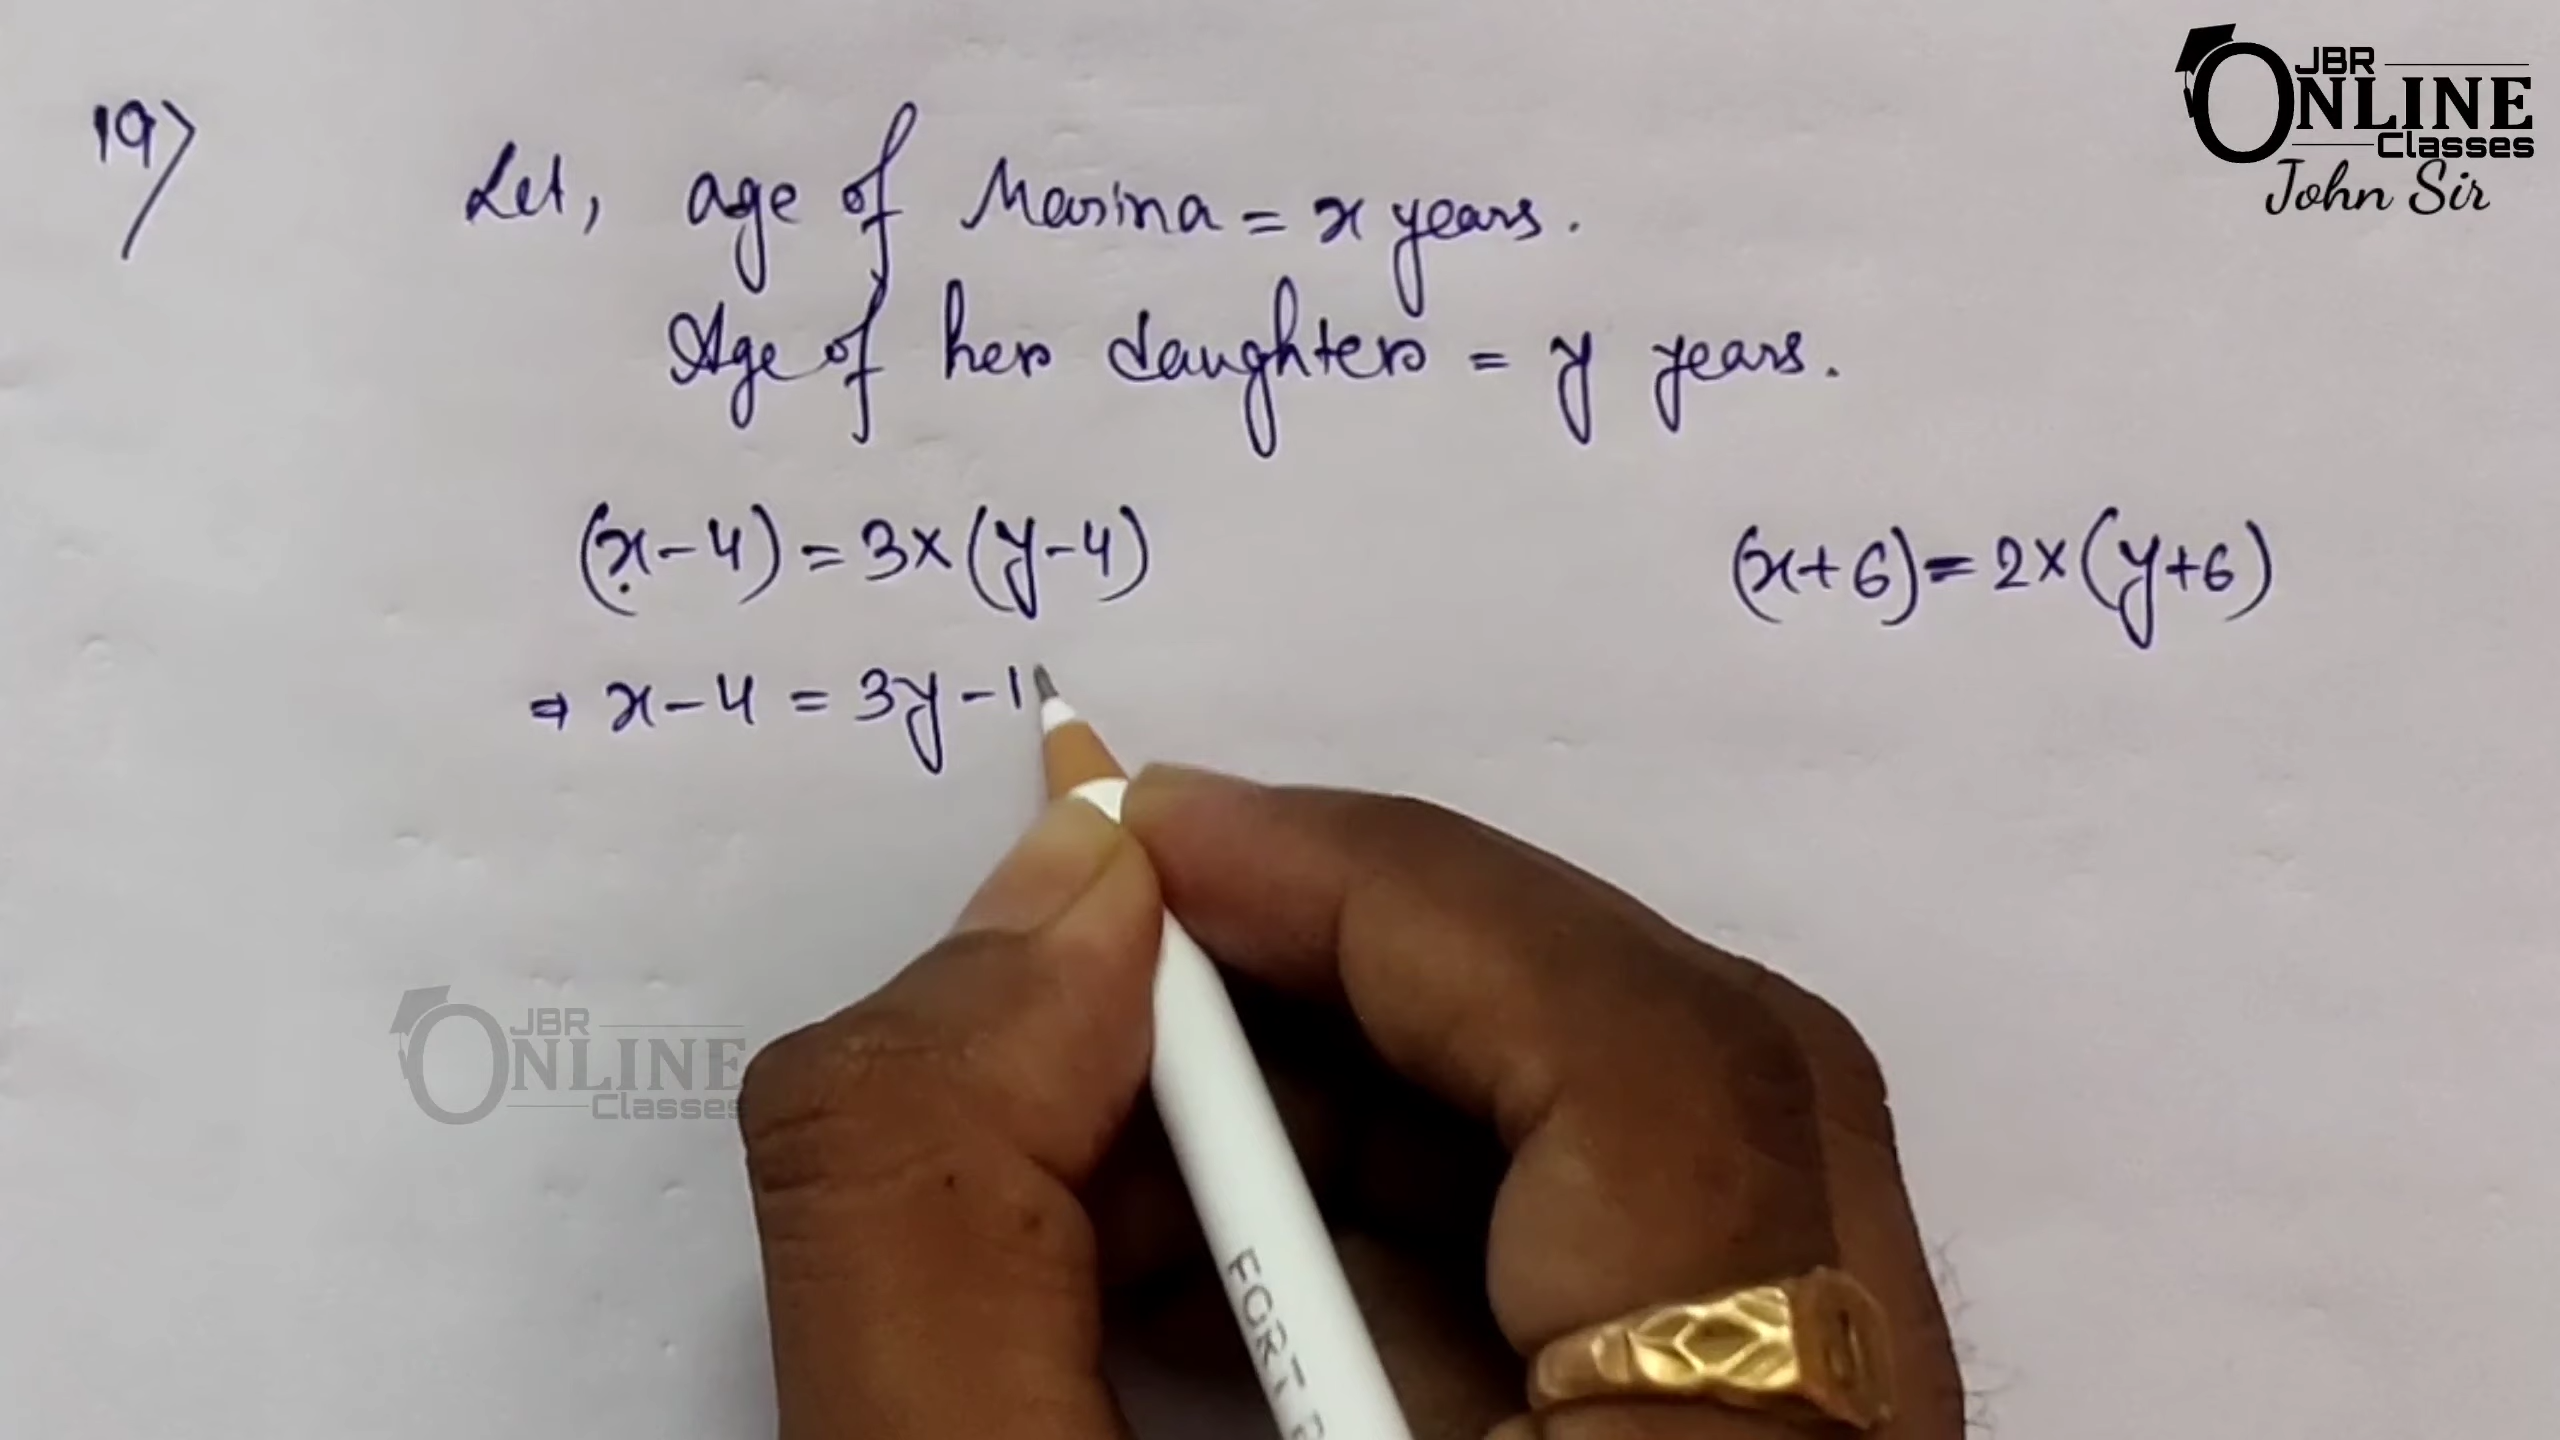 JBR
ONLINE
Classes
John Sir
19)
Let, age of Marina = x years.
Age of her daughter = y years.
(x-4) = 3×(y-4)
(x+6) = 2×(y+6)
⇒ x-4 = 3y-1
JBR
ONLINE
Classes